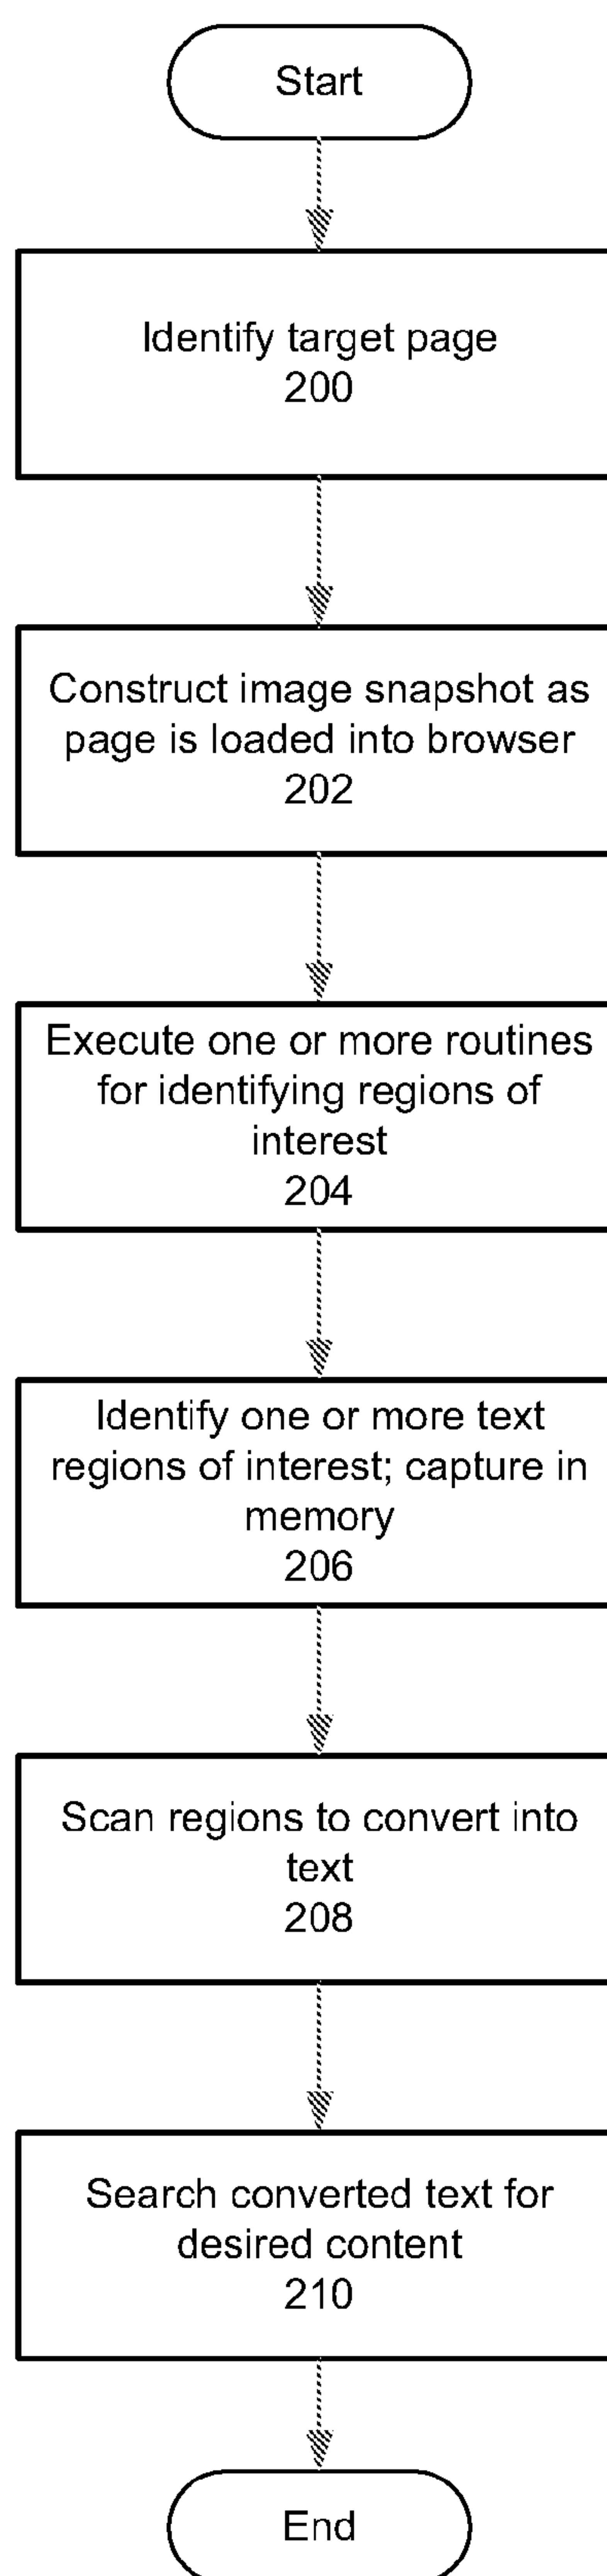 Start
Identify target page
200
Construct image snapshot as
page is loaded into browser
202
Execute one or more routines
for identifying regions of
interest
204
Identify one or more text
regions of interest; capture in
memory
206
Scan regions to convert into
text
208
Search converted text for
desired content
210
End